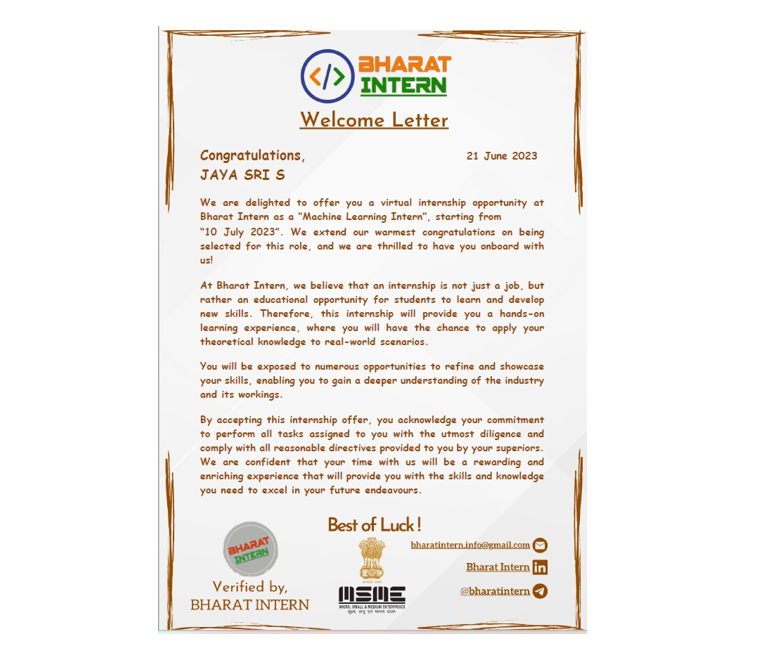 BHARAT
INTERN
Welcome Letter
Congratulations,
21 June 2023
JAYA SRI S
We are delighted to offer you a virtual internship opportunity at
Bharat Intern as a “Machine Learning Intern”, starting from
“10 July 2023”. We extend our warmest congratulations on being
selected for this role, and we are thrilled to have you onboard with
us!
At Bharat Intern, we believe that an internship is not just a job, but
rather an educational opportunity for students to learn and develop
new skills. Therefore, this internship will provide you a hands-on
learning experience, where you will have the chance to apply your
theoretical knowledge to real-world scenarios.
You will be exposed to numerous opportunities to refine and showcase
your skills, enabling you to gain a deeper understanding of the industry
and its workings.
By accepting this internship offer, you acknowledge your commitment
to perform all tasks assigned to you with the utmost diligence and
comply with all reasonable directives provided to you by your superiors.
We are confident that your time with us will be a rewarding and
enriching experience that will provide you with the skills and knowledge
you need to excel in your future endeavours.
Best of Luck !
BHARAT
INTERN
Verified by,
BHARAT INTERN
MSME
MICRO, SMALL & MEDIUM ENTERPRISES
सूक्ष्म, लघु एवं मध्यम उद्यम
bharatintern.info@gmail.com
Bharat Intern
in
@bharatintern